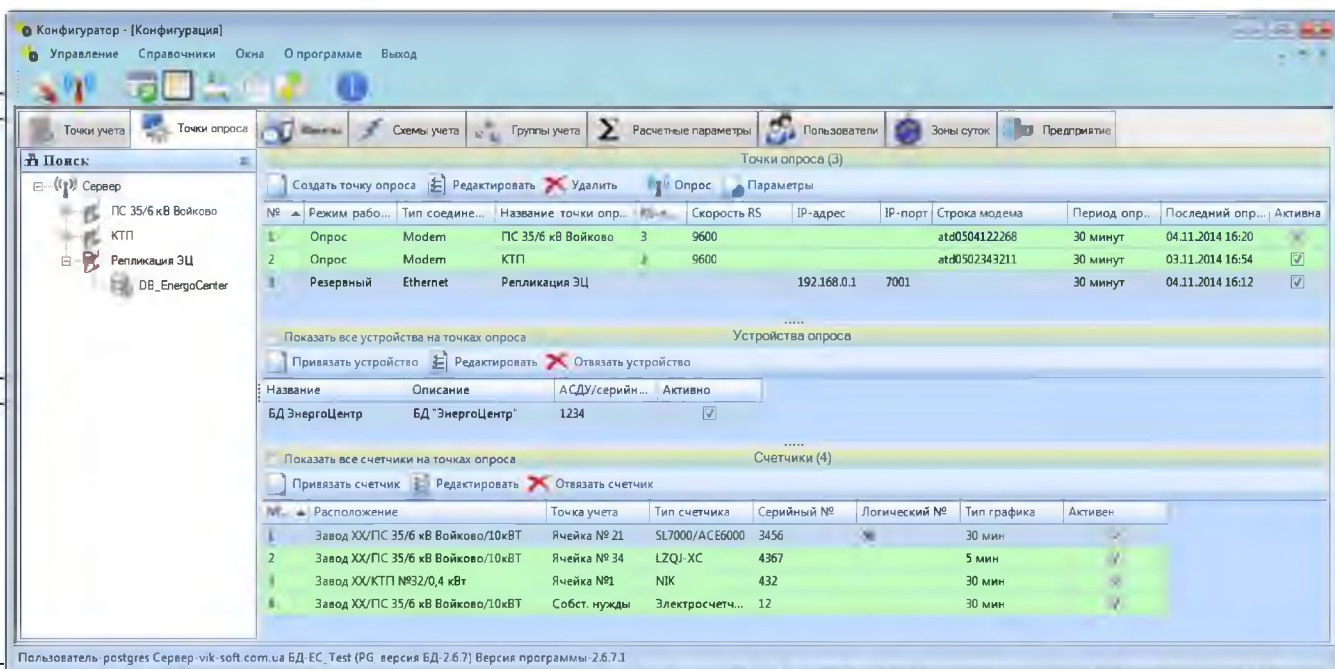 Конфигуратор - [Конфигурация]
Управление Справочники Окна О программе Выход
Точки учета Точки опроса Схемы учета Группы учета Расчетные параметры Пользователи Зоны суток Предприятие
Поиск Точки опроса (3)
Сервер Создать точку опроса Редактировать Удалить Опрос Параметры
ПС 35/6 кВ Войково № Режим рабо... Тип соедине... Название точки опр... Скорость RS IP-адрес IP-порт Строка модема Период опр... Последний опр... Активна
КТП 1 Опрос Modem ПС 35/6 кВ Войково 3 9600 atd0504122268 30 минут 04.11.2014 16:20
2 Опрос Modem КТП 9600 atd0502343211 30 минут 03.11.2014 16:54
Репликация ЭЦ
DB_EnergoCenter 3 Резервный Ethernet Репликация ЭЦ 192.168.0.1 7001 30 минут 04.11.2014 16:12
Показать все устройства на точках опроса Устройства опроса
Привязать устройство Редактировать Отвязать устройство
Название Описание АСДУ/серийн... Активно
БД ЭнергоЦентр БД "ЭнергоЦентр" 1234
Показать все счетчики на точках опроса Счетчики (4)
Привязать счетчик Редактировать Отвязать счетчик
Расположение Точка учета Тип счетчика Серийный № Логический № Тип графика Активен
1 Завод XX/ПС 35/6 кВ Войково/10кВТ Ячейка № 21 SL7000/ACE6000 3456 30 мин
2 Завод XX/ПС 35/6 кВ Войково/10кВТ Ячейка № 34 LZQJ-XC 4367 5 мин
3 Завод XX/КТП №32/0,4 кВт Ячейка №1 NIK 432 30 мин
4 Завод XX/ПС 35/6 кВ Войково/10кВТ Собст. нужды Электросчетч... 12 30 мин
Пользователь-postgres Сервер-vik-soft.com.ua БД-EC_Test (PG версия БД-2.6.7) Версия программы-2.6.7.1